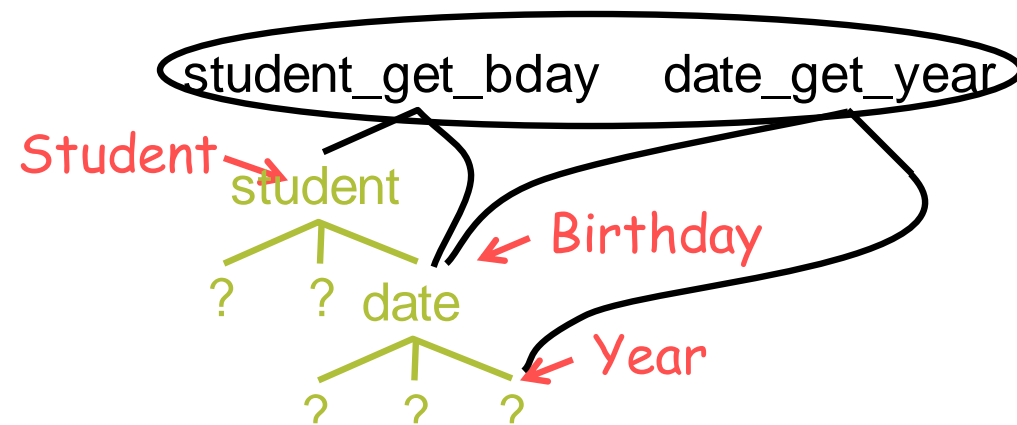 student_get_bday date_get_year
Student
student
Birthday
? ? date
Year
? ? ?